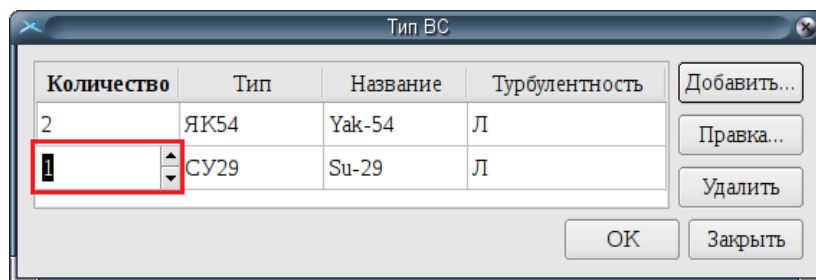 Тип ВС
Количество Тип Название Турбулентность Добавить...
2 ЯК54 Yak-54 Л
Правка...
1 СУ29 Su-29 Л
Удалить
OK Закрыть